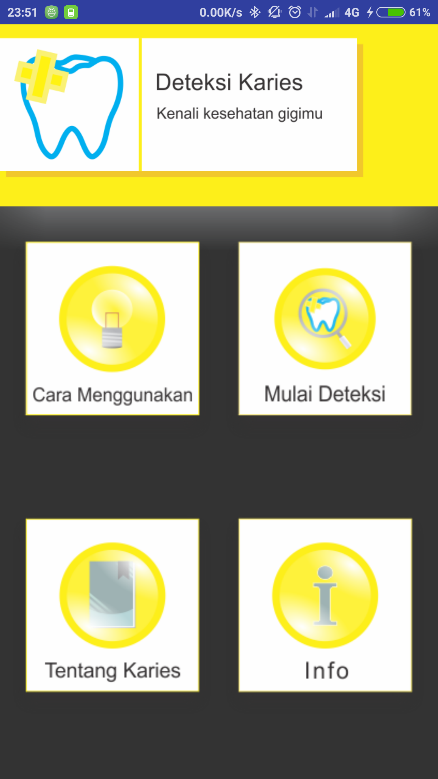 23:51 0.00K/s 4G 61%
Deteksi Karies
Kenali kesehatan gigimu
Cara Menggunakan
Mulai Deteksi
Tentang Karies
Info